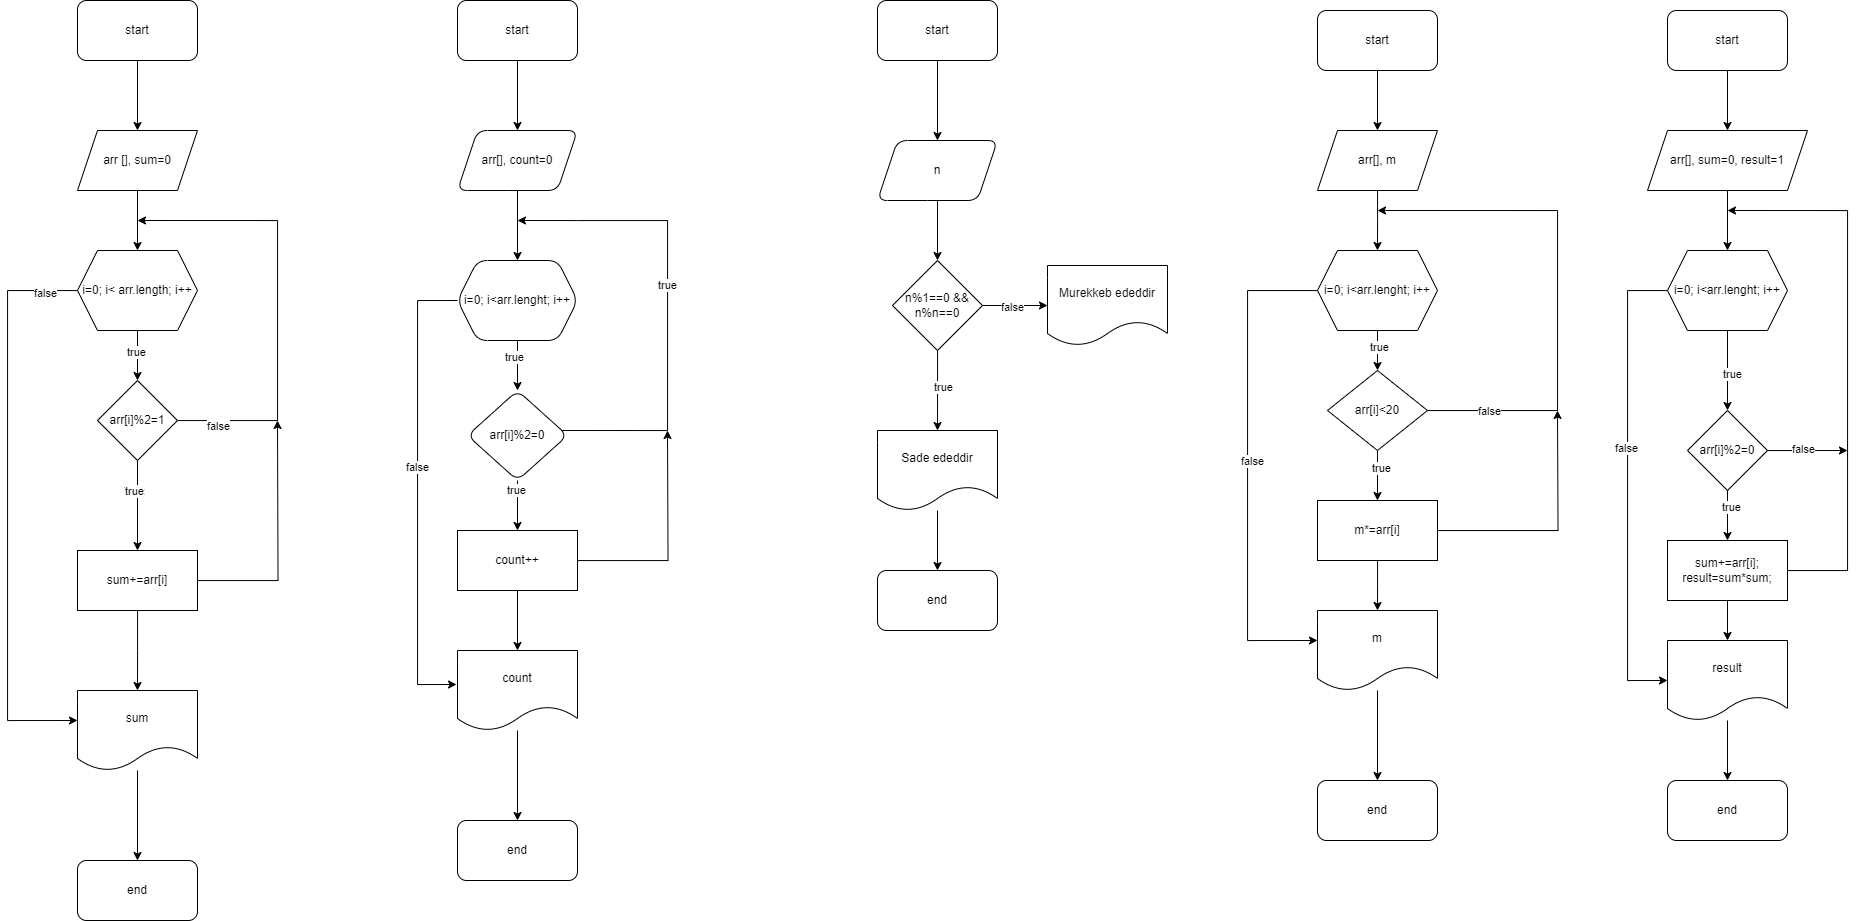 start
arr [], sum=0
i=0; i< arr.length; i++
false
true
arr[i]%2=1
false
true
sum+=arr[i]
sum
end
start
arr[], count=0
true
i=0; i<arr.lenght; i++
true
arr[i]%2=0
false
true
count++
count
end
start
n
n%1==0 &&
n%n==0
false
Murekkeb ededdir
true
Sade ededdir
end
start
arr[], m
i=0; i<arr.lenght; i++
true
arr[i]<20
false
false
true
m*=arr[i]
m
end
start
arr[], sum=0, result=1
i=0; i<arr.lenght; i++
true
false
arr[i]%2=0
false
true
sum+=arr[i];
result=sum*sum;
result
end